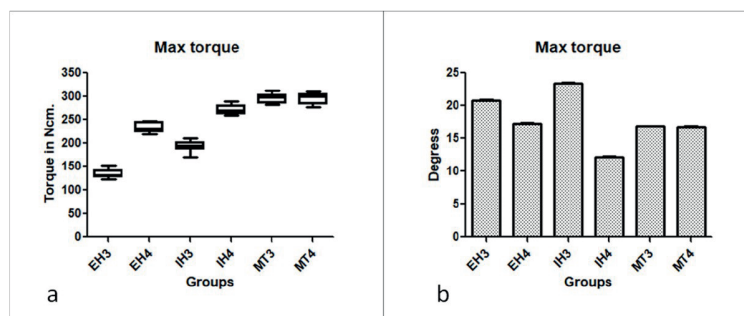 Max torque
Torque in Ncm.
350
300
250
200
150
100
50
0
EH3 EH4 IH3 IH4 MT3 MT4
Groups
a
Max torque
Degress
25
20
15
10
5
0
EH3 EH4 IH3 IH4 MT3 MT4
Groups
b